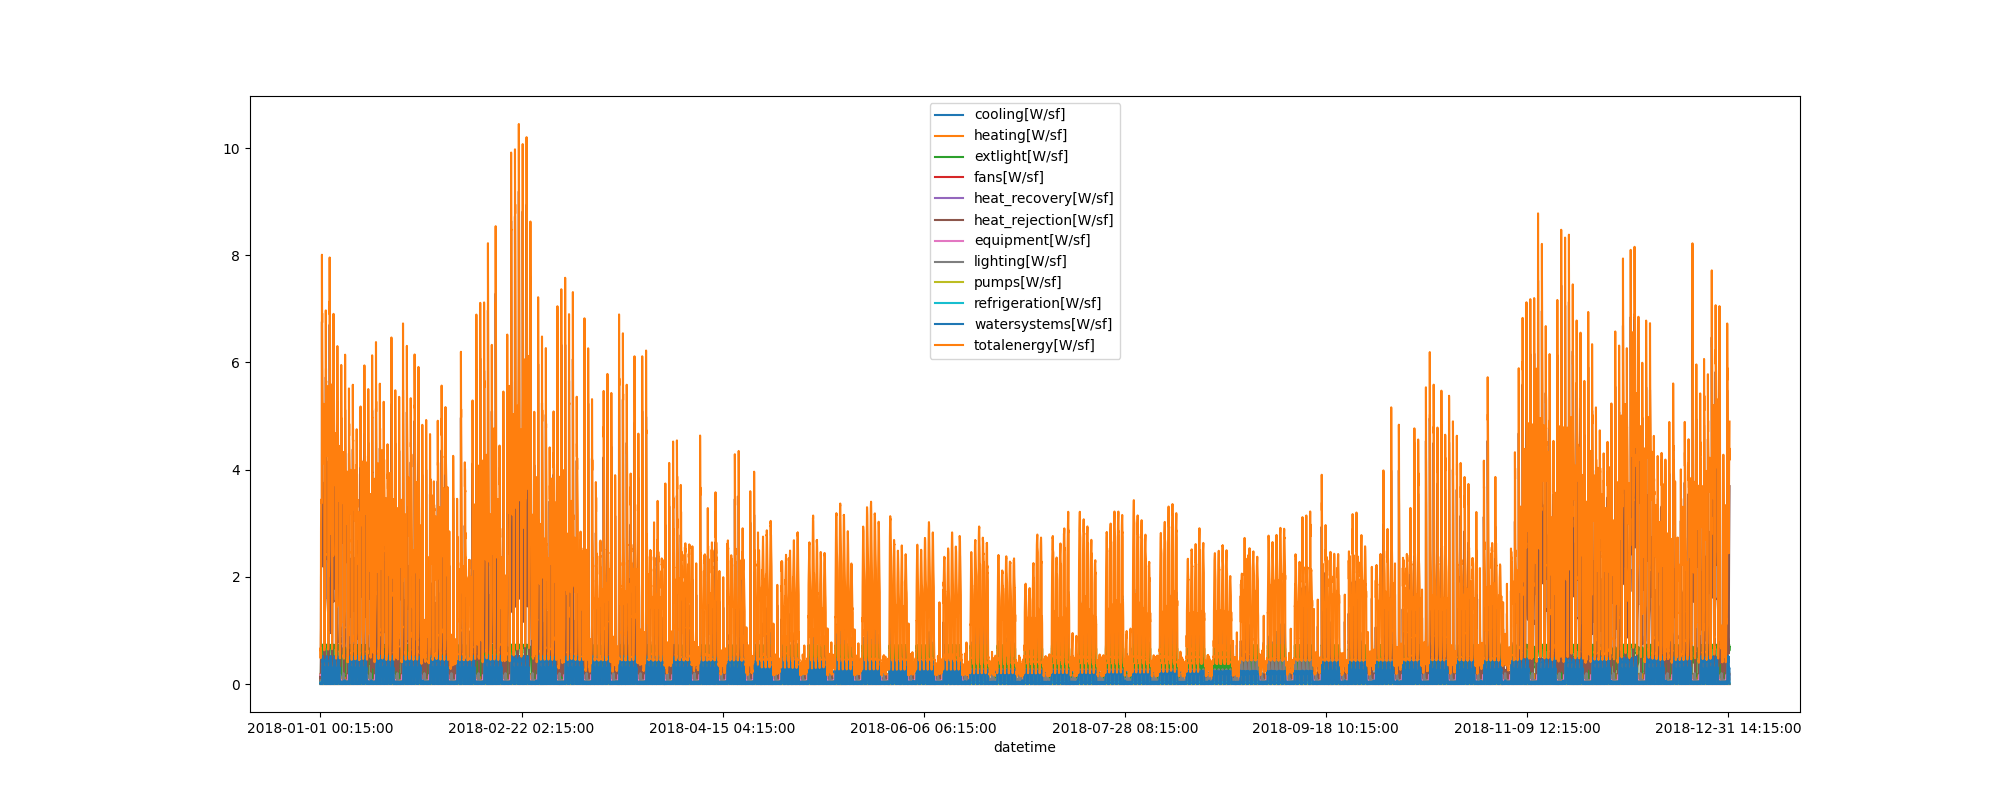 cooling[W/sf]
heating[W/sf]
extlight[W/sf]
fans[W/sf]
heat_recovery[W/sf]
heat_rejection[W/sf]
equipment[W/sf]
lighting[W/sf]
pumps[W/sf]
refrigeration[W/sf]
watersystems[W/sf]
totalenergy[W/sf]
10
8
6
4
2
0
2018-01-01 00:15:00 2018-02-22 02:15:00 2018-04-15 04:15:00 2018-06-06 06:15:00 2018-07-28 08:15:00 2018-09-18 10:15:00 2018-11-09 12:15:00 2018-12-31 14:15:00
datetime